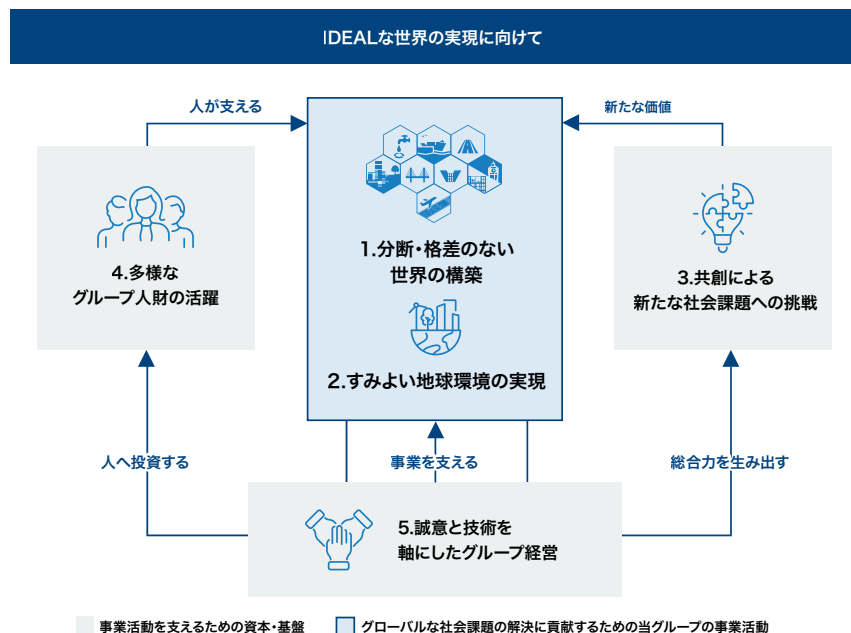 IDEALな世界の実現に向けて
人が支える
新たな価値
1.分断・格差のない
世界の構築
2.すみよい地球環境の実現
4.多様な
グループ人財の活躍
3.共創による
新たな社会課題への挑戦
人へ投資する
事業を支える
総合力を生み出す
5.誠意と技術を
軸にしたグループ経営
事業活動を支えるための資本・基盤
グローバルな社会課題の解決に貢献するための当グループの事業活動